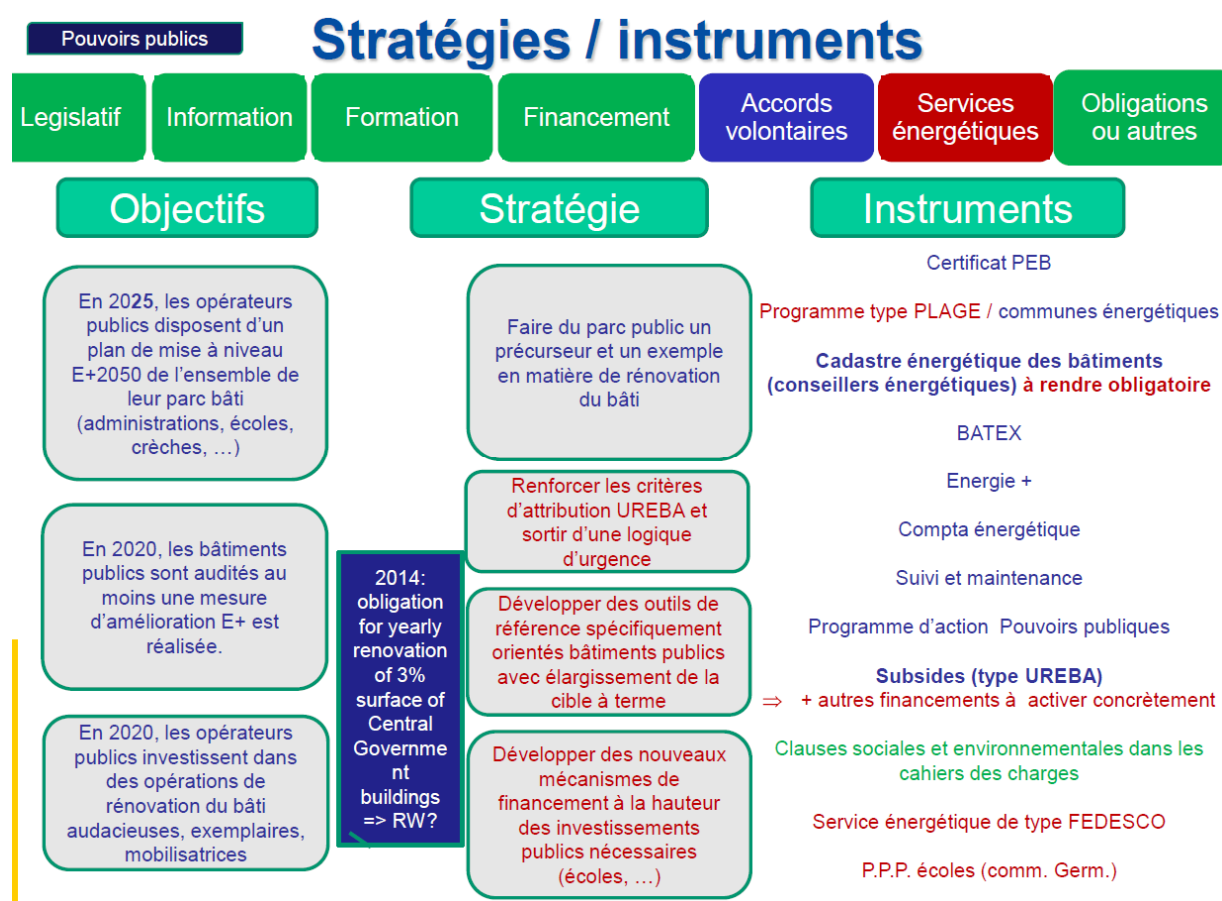 Pouvoirs publics
Stratégies / instruments
Legislatif
Information
Formation
Financement
Accords
volontaires
Services
énergétiques
Obligations
ou autres
Objectifs
En 2025, les opérateurs
publics disposent d'un
plan de mise à niveau
E+2050 de l'ensemble de
leur parc bâti
(administrations, écoles,
crèches, …)
En 2020, les bâtiments
publics sont audités au
moins une mesure
d'amélioration E+ est
réalisée.
En 2020, les opérateurs
publics investissent dans
des opérations de
rénovation du bâti
audacieuses, exemplaires,
mobilisatrices
2014:
obligation
for yearly
renovation
of 3%
surface of
Central
Governme
nt
buildings
=> RW?
Stratégie
Faire du parc public un
précurseur et un exemple
en matière de rénovation
du bâti
Renforcer les critères
d'attribution UREBA et
sortir d'une logique
d'urgence
Développer des outils de
référence spécifiquement
orientés bâtiments publics
avec élargissement de la
cible à terme
Développer des nouveaux
mécanismes de
financement à la hauteur
des investissements
publics nécessaires
(écoles, …)
Instruments
Certificat PEB
Programme type PLAGE / communes énergétiques
Cadastre énergétique des bâtiments
(conseillers énergétiques) à rendre obligatoire
BATEX
Energie +
Compta énergétique
Suivi et maintenance
Programme d'action Pouvoirs publiques
Subsides (type UREBA)
⇒ + autres financements à activer concrètement
Clauses sociales et environnementales dans les
cahiers des charges
Service énergétique de type FEDESCO
P.P.P. écoles (comm. Germ.)